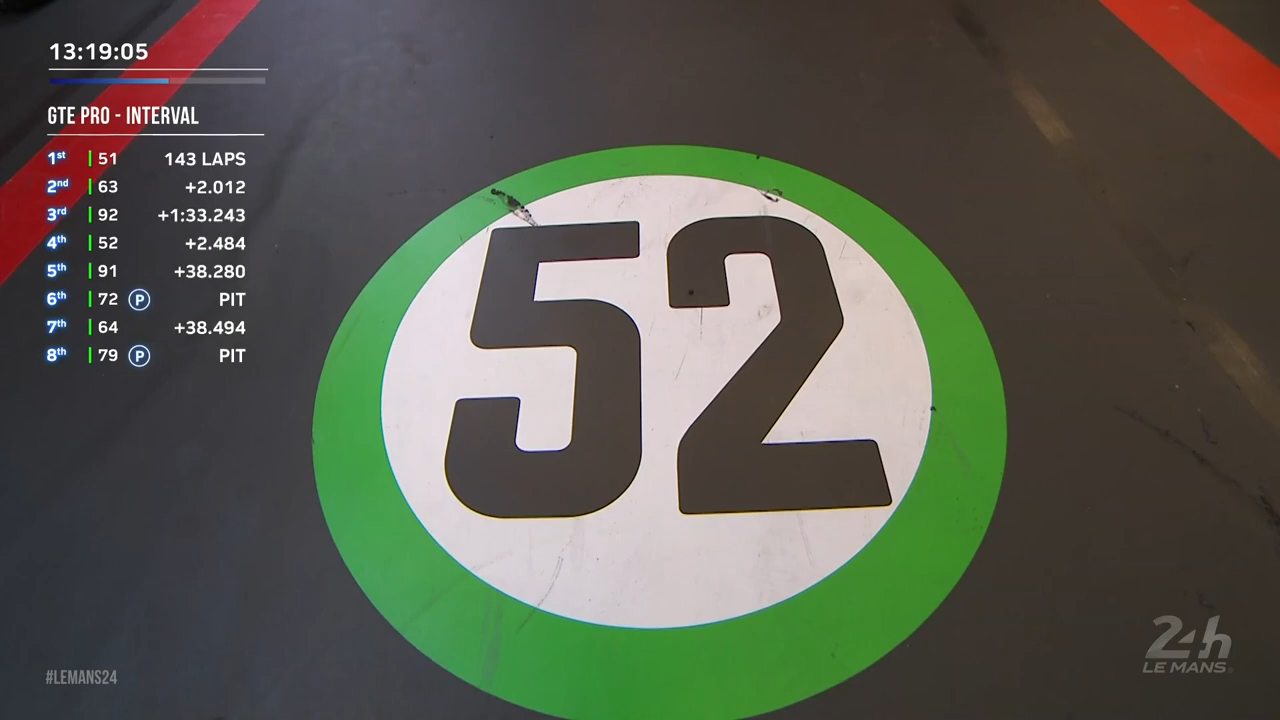 13:19:05
GTE PRO - INTERVAL
1st 51 143 LAPS
2nd 63 +2.012
3rd 92 +1:33.243
4th 52 +2.484
5th 91 +38.280
6th 72 P PIT
7th 64 +38.494
8th 79 P PIT
52
24h
LE MANS
#LEMANS24